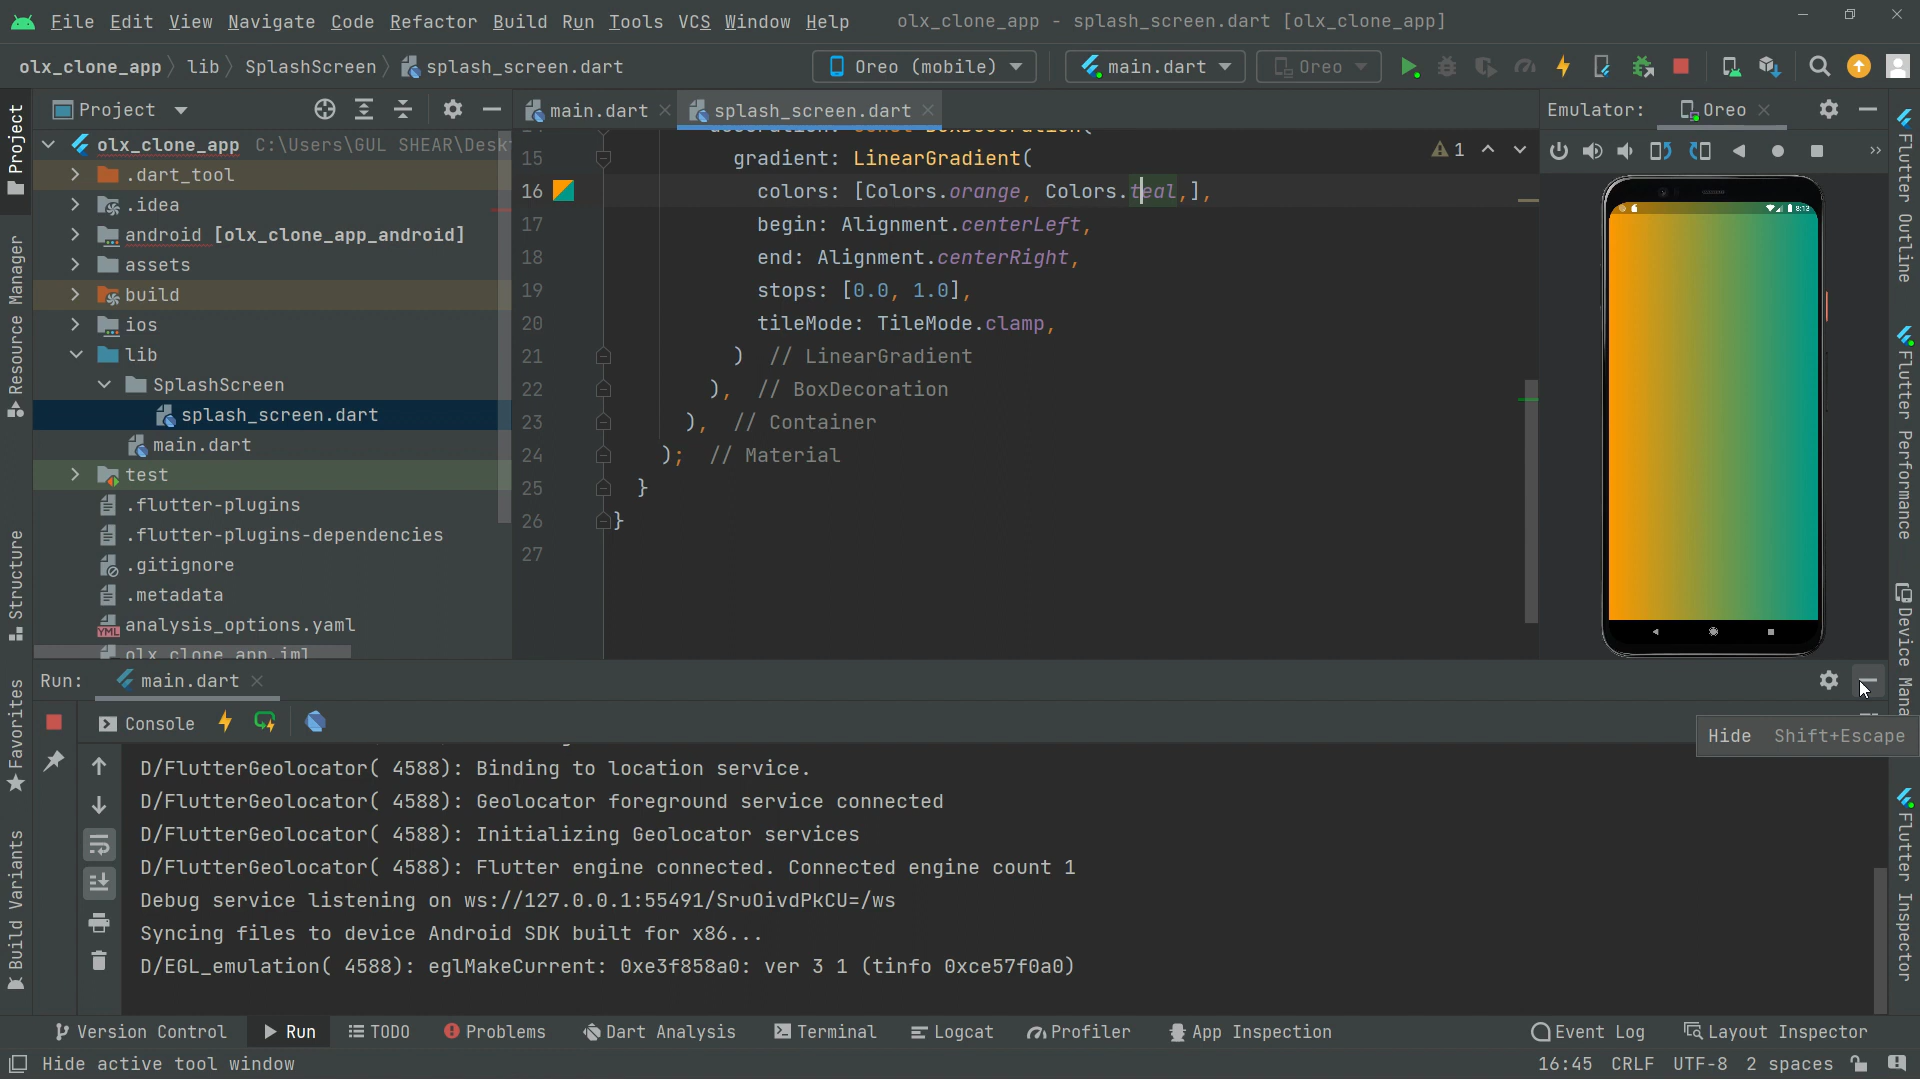 File Edit View Navigate Code Refactor Build Run Tools VCS Window Help olx_clone_app - splash_screen.dart [olx_clone_app]
olx_clone_app lib SplashScreen splash_screen.dart Oreo (mobile) main.dart Oreo
Project
olx_clone_app C:\Users\GUL SHEAR\Desk
.dart_tool
.idea
android [olx_clone_app_android]
assets
build
ios
lib
SplashScreen
splash_screen.dart
main.dart
test
.flutter-plugins
.flutter-plugins-dependencies
.gitignore
.metadata
analysis_options.yaml
olx_clone_app.iml
main.dart splash_screen.dart
decoration: const BoxDecoration(
15 gradient: LinearGradient(
16 colors: [Colors.orange, Colors.teal,],
17 begin: Alignment.centerLeft,
18 end: Alignment.centerRight,
19 stops: [0.0, 1.0],
20 tileMode: TileMode.clamp,
21 ) // LinearGradient
22 ), // BoxDecoration
23 ), // Container
24 ); // Material
25 }
26 }
27
1
Emulator: Oreo
8:13
Project
Resource Manager
Structure
Favorites
Build Variants
Flutter Outline
Flutter Performance
Device Mana
Flutter Inspector
Run: main.dart
Console
Hide Shift+Escape
D/FlutterGeolocator( 4588): Binding to location service.
D/FlutterGeolocator( 4588): Geolocator foreground service connected
D/FlutterGeolocator( 4588): Initializing Geolocator services
D/FlutterGeolocator( 4588): Flutter engine connected. Connected engine count 1
Debug service listening on ws://127.0.0.1:55491/SruOivdPkCU=/ws
Syncing files to device Android SDK built for x86...
D/EGL_emulation( 4588): eglMakeCurrent: 0xe3f858a0: ver 3 1 (tinfo 0xce57f0a0)
Version Control Run TODO Problems Dart Analysis Terminal Logcat Profiler App Inspection Event Log Layout Inspector
Hide active tool window 16:45 CRLF UTF-8 2 spaces